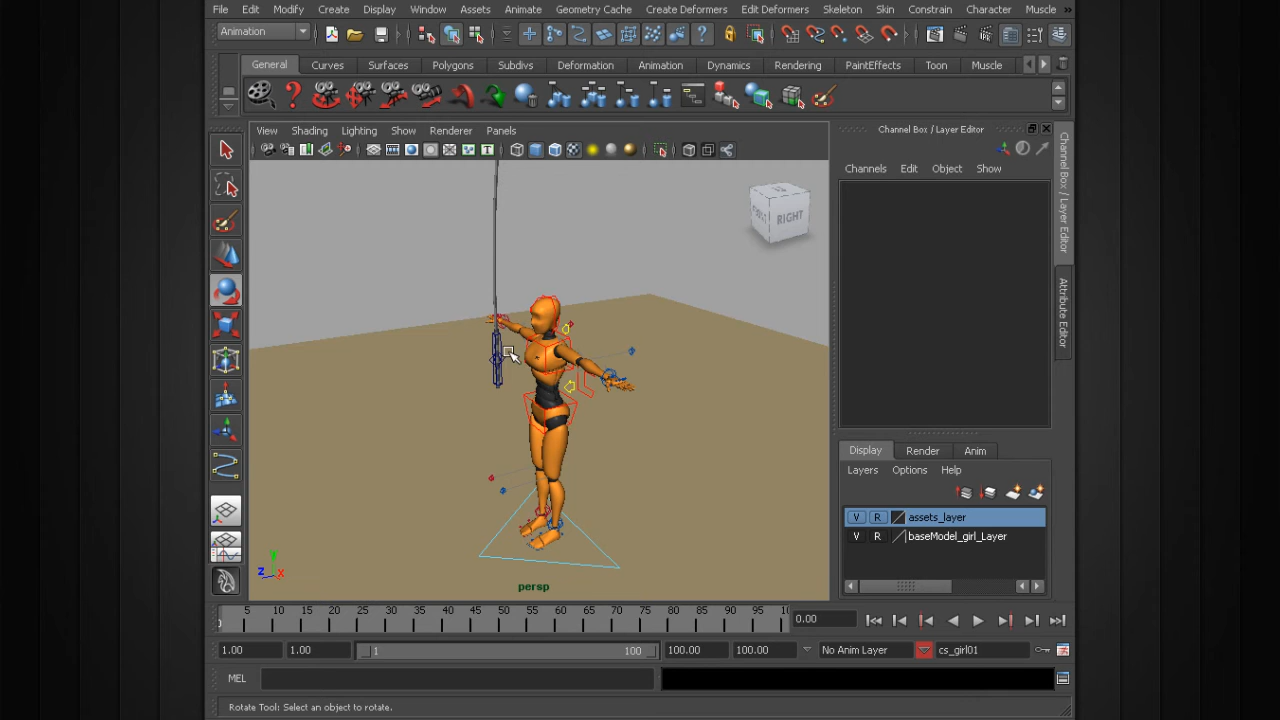 File Edit Modify Create Display Window Assets Animate Geometry Cache Create Deformers Edit Deformers Skeleton Skin Constrain Character Muscle »
Animation
General Curves Surfaces Polygons Subdivs Deformation Animation Dynamics Rendering PaintEffects Toon Muscle
View Shading Lighting Show Renderer Panels
Channel Box / Layer Editor
Channels Edit Object Show
RIGHT
Channel Box / Layer Editor
Attribute Editor
Display Render Anim
Layers Options Help
V R assets_layer
V R baseModel_girl_Layer
Y
Z X
persp
5 10 15 20 25 30 35 40 45 50 55 60 65 70 75 80 85 90 95
0.00
1.00 1.00 1 100 100.00 100.00 No Anim Layer cs_girl01
MEL
Rotate Tool: Select an object to rotate.